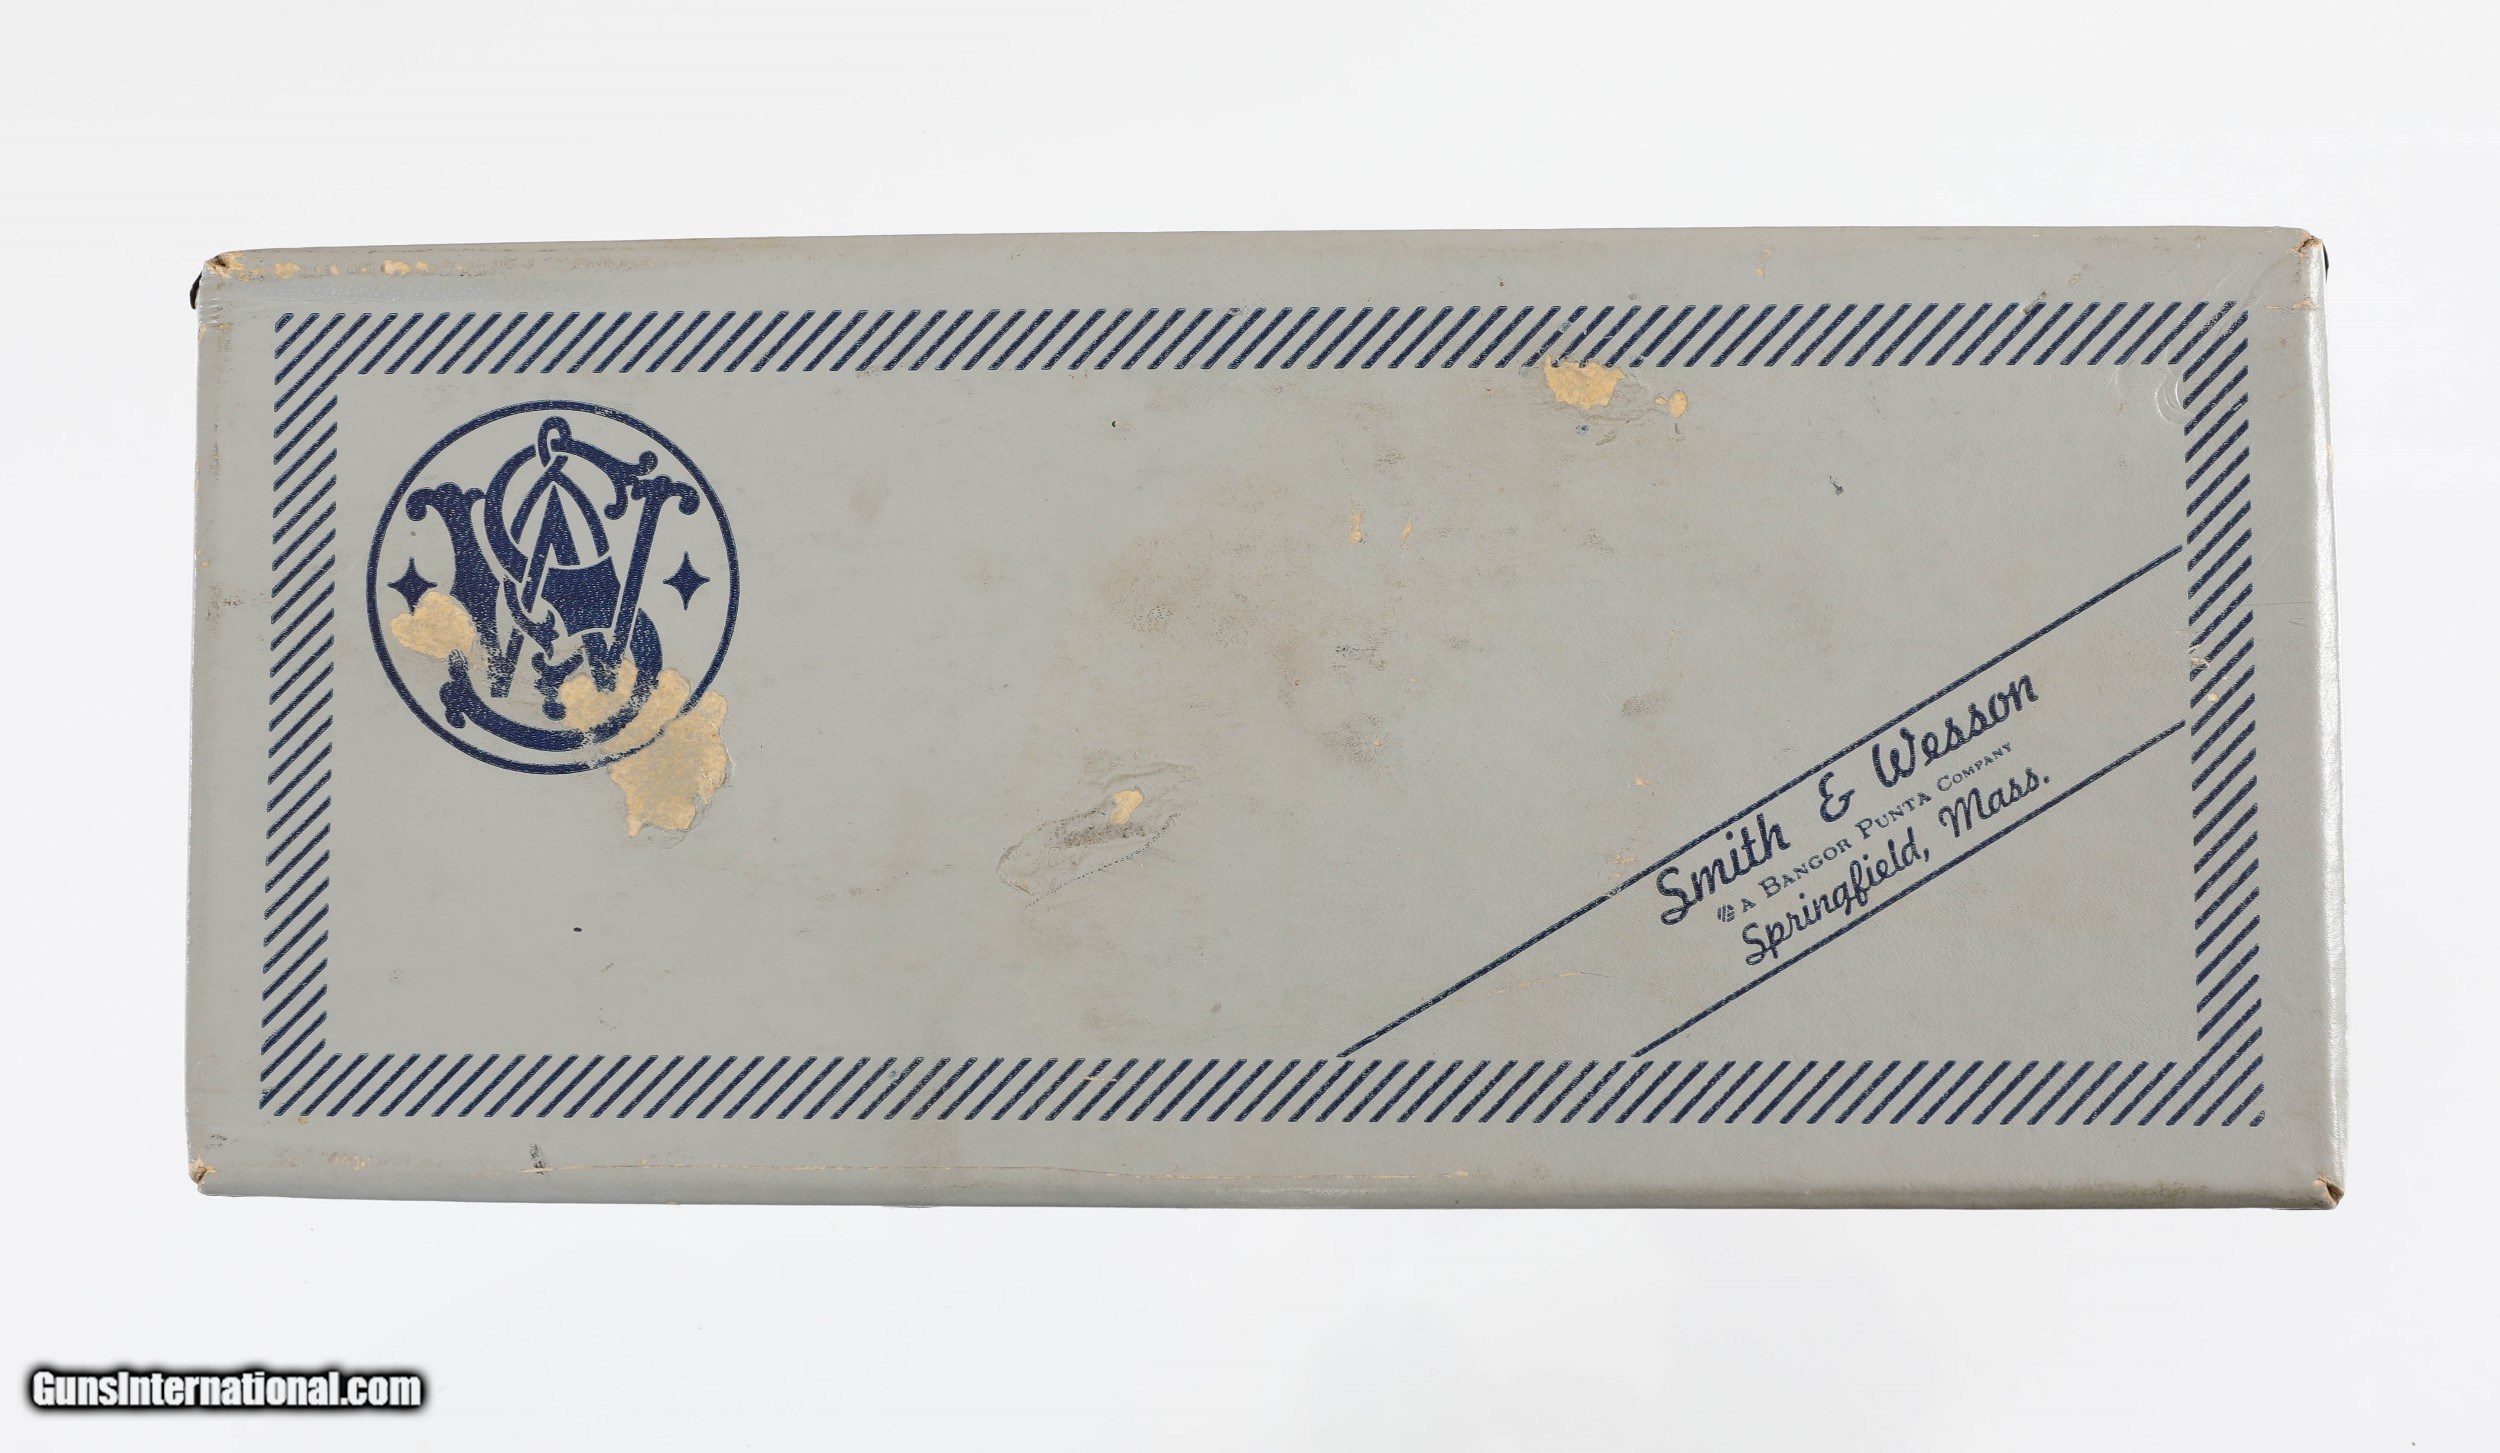 S&W
Smith & Wesson
A BANGOR PUNTA COMPANY
Springfield, Mass.
GunsInternational.com